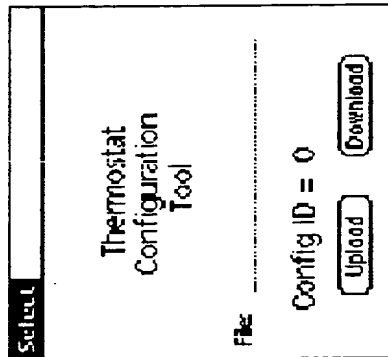 Select
Thermostat
Configuration
Tool
File:
Config ID = 0
Upload Download